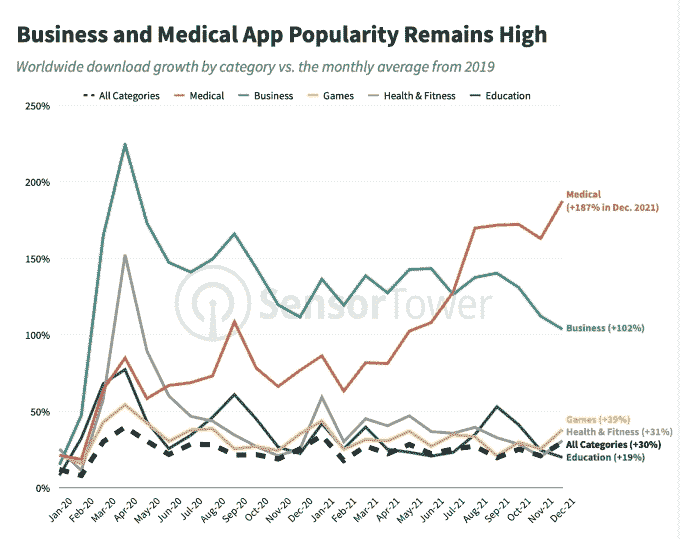 Business and Medical App Popularity Remains High
Worldwide download growth by category vs. the monthly average from 2019
All Categories Medical Business Games Health & Fitness Education
250%
200%
150%
100%
50%
0%
SensorTower
Medical
(+187% in Dec. 2021)
Business (+102%)
Games (+39%)
Health & Fitness (+31%)
All Categories (+30%)
Education (+19%)
Jan-20 Feb-20 Mar-20 Apr-20 May-20 Jun-20 Jul-20 Aug-20 Sep-20 Oct-20 Nov-20 Dec-20 Jan-21 Feb-21 Mar-21 Apr-21 May-21 Jun-21 Jul-21 Aug-21 Sep-21 Oct-21 Nov-21 Dec-21